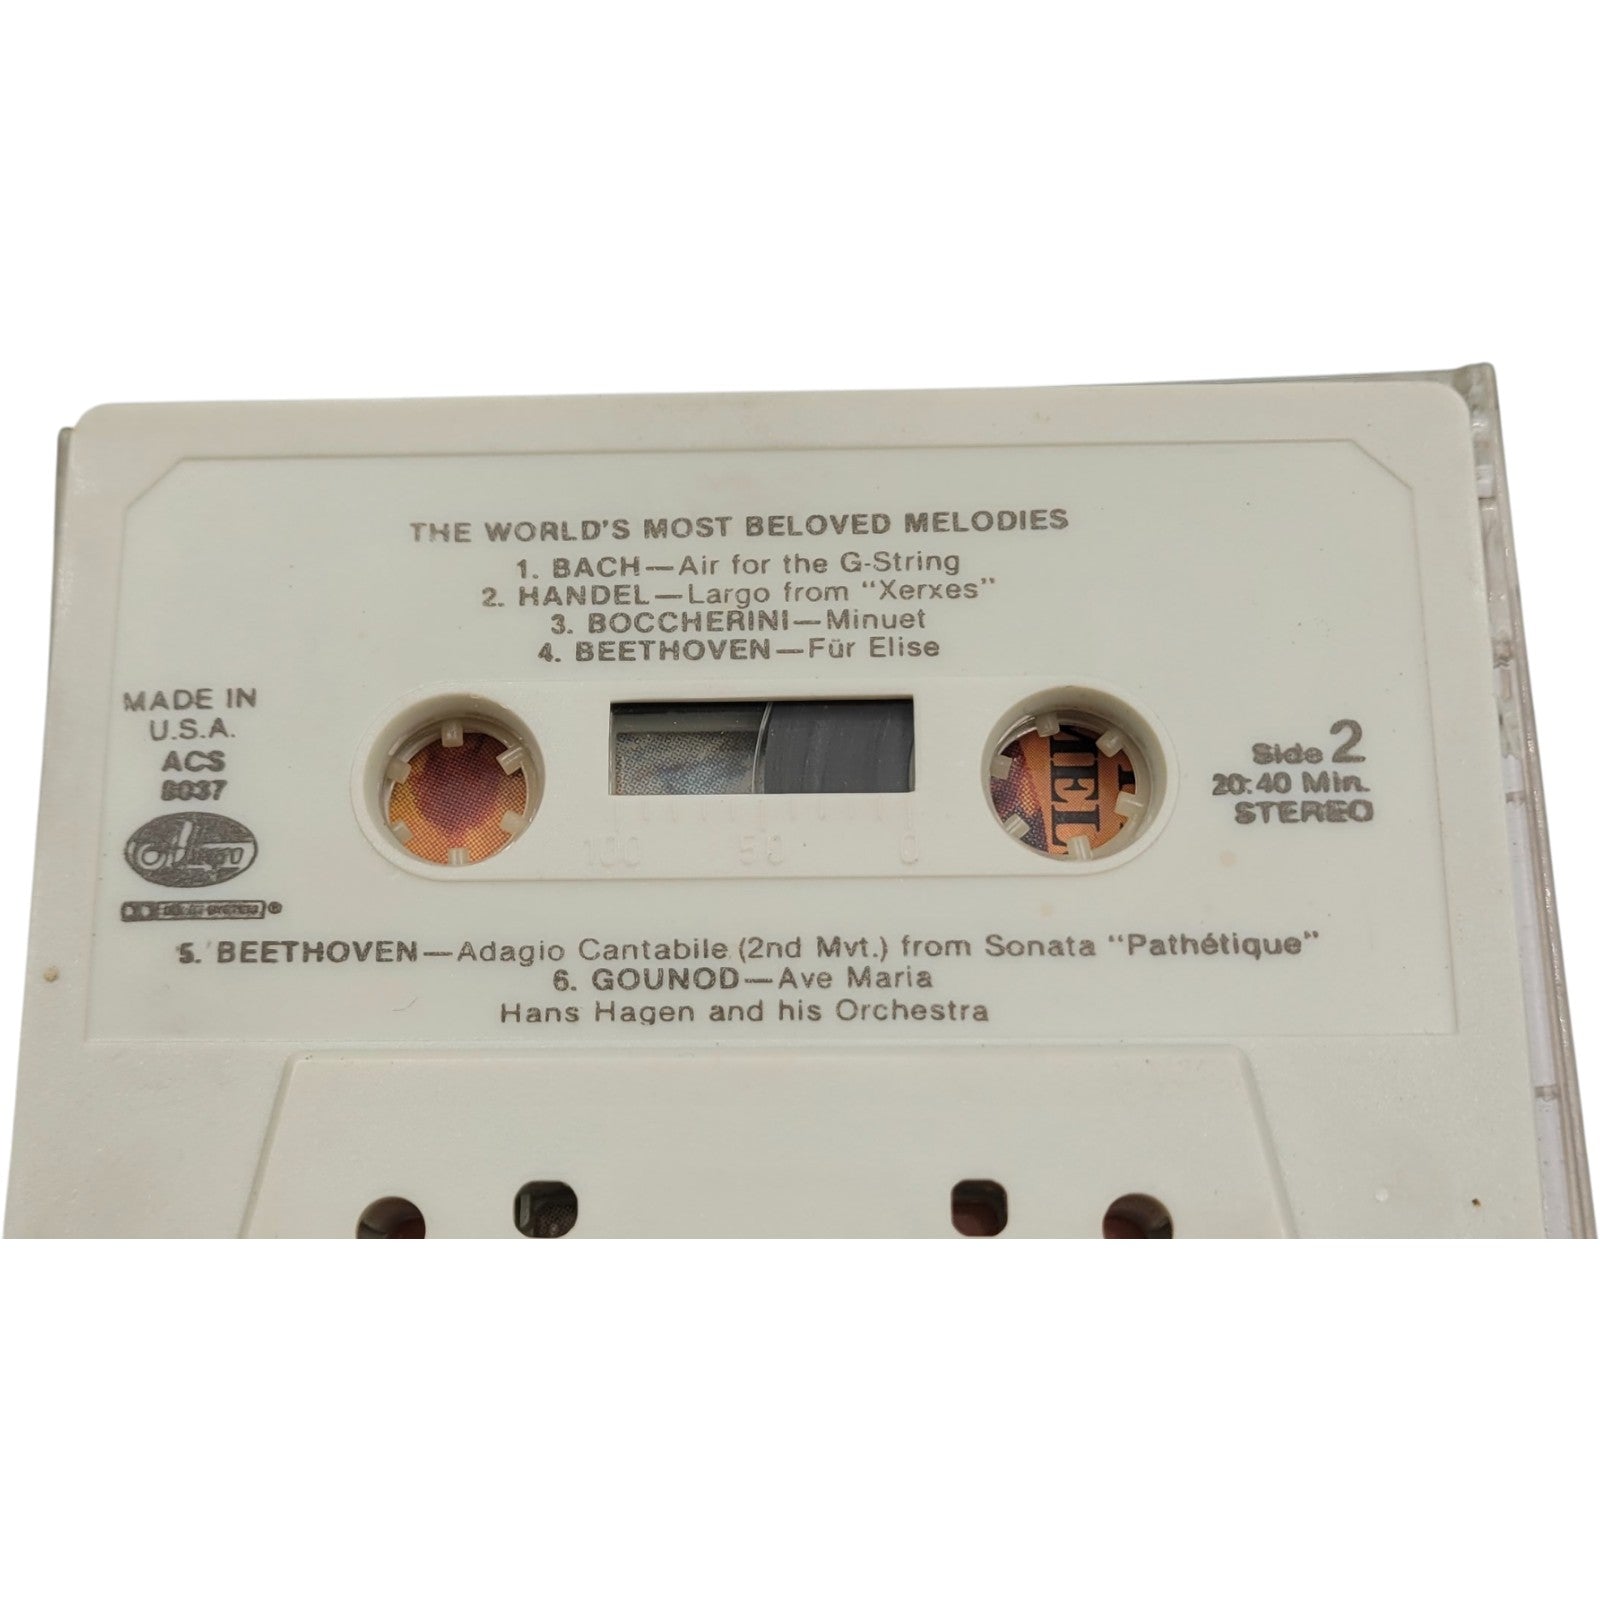 THE WORLD'S MOST BELOVED MELODIES
1. BACH—Air for the G-String
2. HANDEL—Largo from "Xerxes"
3. BOCCHERINI—Minuet
4. BEETHOVEN—Für Elise
MADE IN
U.S.A.
ACS
8037
Side 2
20:40 Min.
STEREO
100 50 0
MEL
5. BEETHOVEN—Adagio Cantabile (2nd Mvt.) from Sonata "Pathétique"
6. GOUNOD—Ave Maria
Hans Hagen and his Orchestra